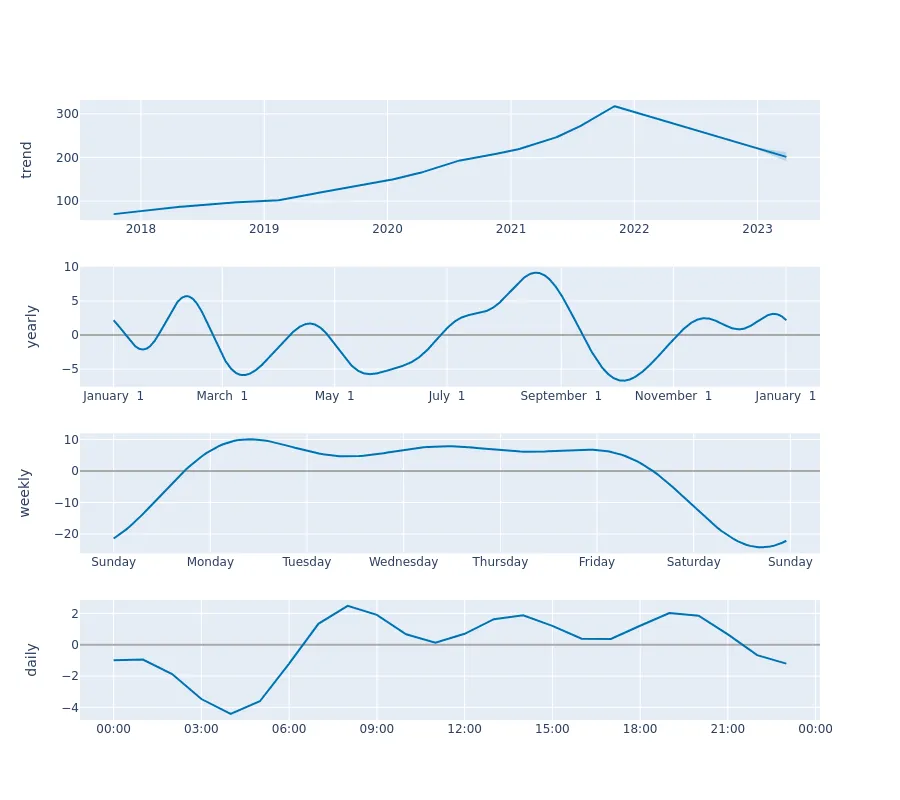 trend
300
200
100
2018 2019 2020 2021 2022 2023
yearly
10
5
0
−5
January 1 March 1 May 1 July 1 September 1 November 1 January 1
weekly
10
0
−10
−20
Sunday Monday Tuesday Wednesday Thursday Friday Saturday Sunday
daily
2
0
−2
−4
00:00 03:00 06:00 09:00 12:00 15:00 18:00 21:00 00:00